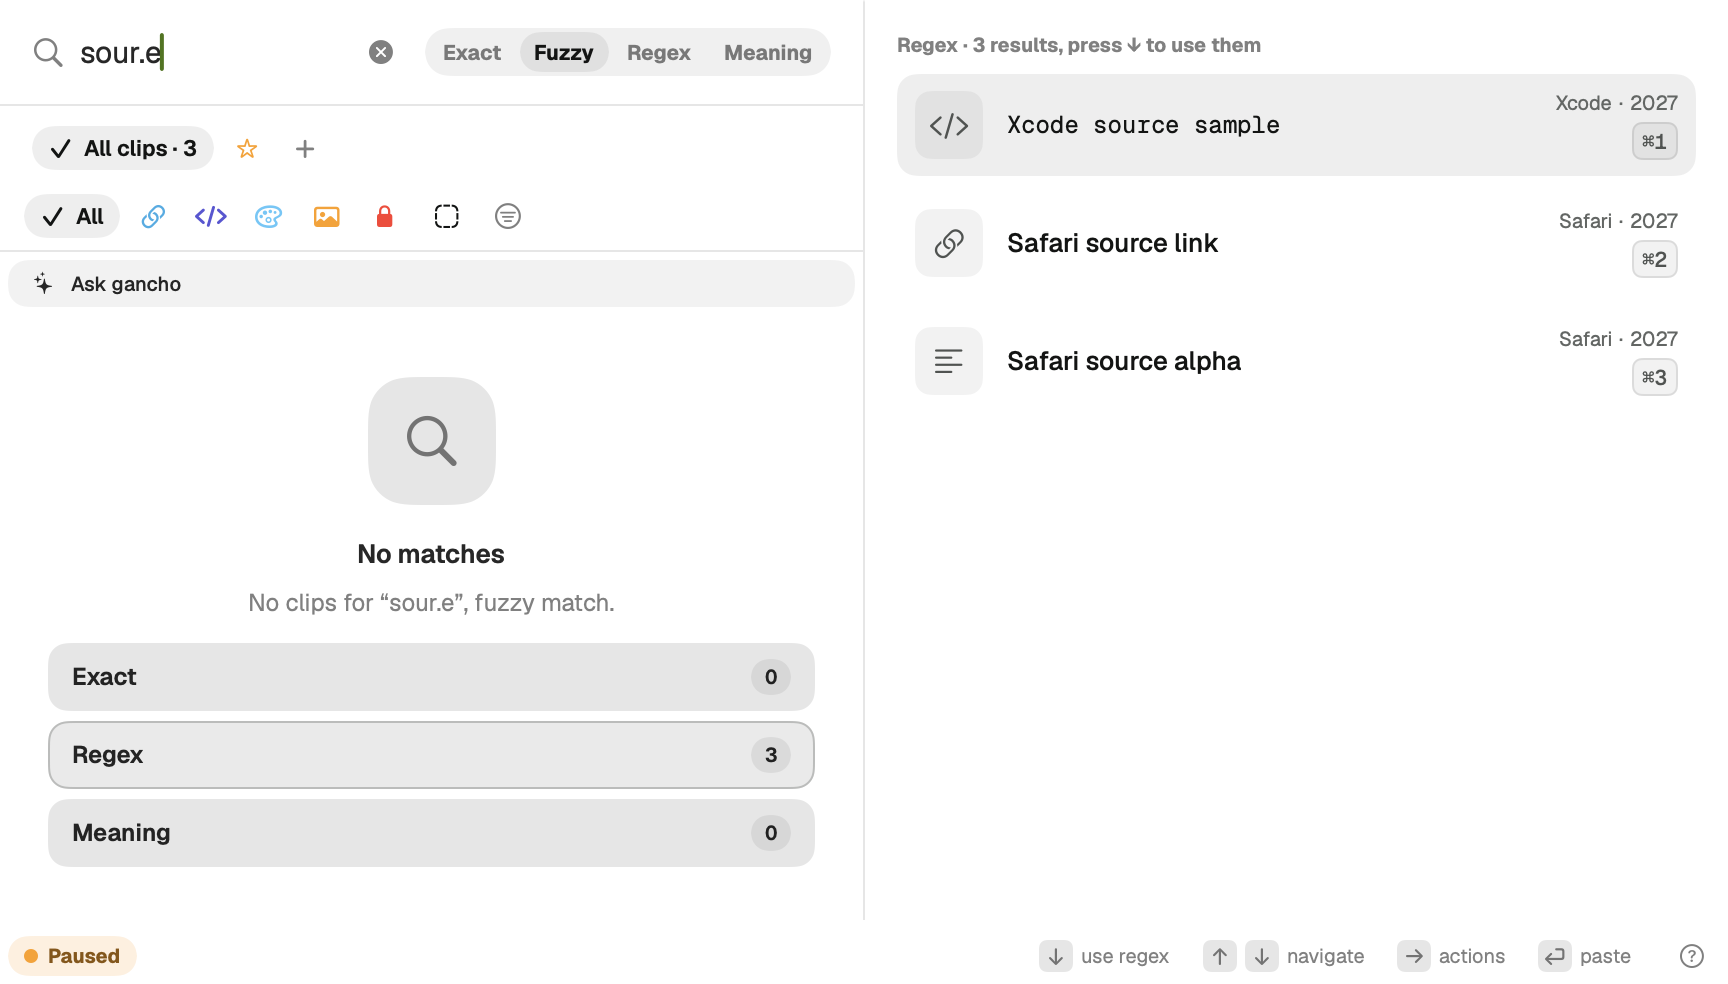 sour.e
Exact Fuzzy Regex Meaning
All clips · 3
All
Ask gancho
No matches
No clips for “sour.e”, fuzzy match.
Exact 0
Regex 3
Meaning 0
Paused
Regex · 3 results, press ↓ to use them
Xcode source sample
Xcode · 2027
⌘1
Safari source link
Safari · 2027
⌘2
Safari source alpha
Safari · 2027
⌘3
↓ use regex ↑ ↓ navigate → actions ↩ paste ?